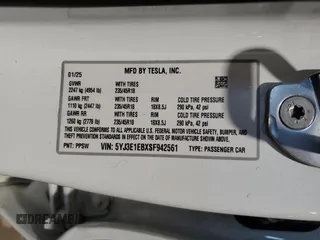 MFD BY TESLA, INC.
01/25
GVWR WITH TIRES
2247 kg (4954 LB) 235/45R18
GAWR FRT WITH TIRES RIM COLD TIRE PRESSURE
1110 kg (2447 LB) 235/45R18 18X8.5J 290 kPa, 42 psi
GAWR RR WITH TIRES RIM COLD TIRE PRESSURE
1260 kg (2778 LB) 235/45R18 18X8.5J 290 kPa, 42 psi
THIS VEHICLE CONFORMS TO ALL APPLICABLE U.S. FEDERAL MOTOR VEHICLE SAFETY, BUMPER, AND
THEFT PREVENTION STANDARDS IN EFFECT ON THE DATE OF MANUFACTURE SHOWN ABOVE.
PNT: PPSW VIN: 5YJ3E1EBXSF942561 TYPE: PASSENGER CAR
DREAMBID